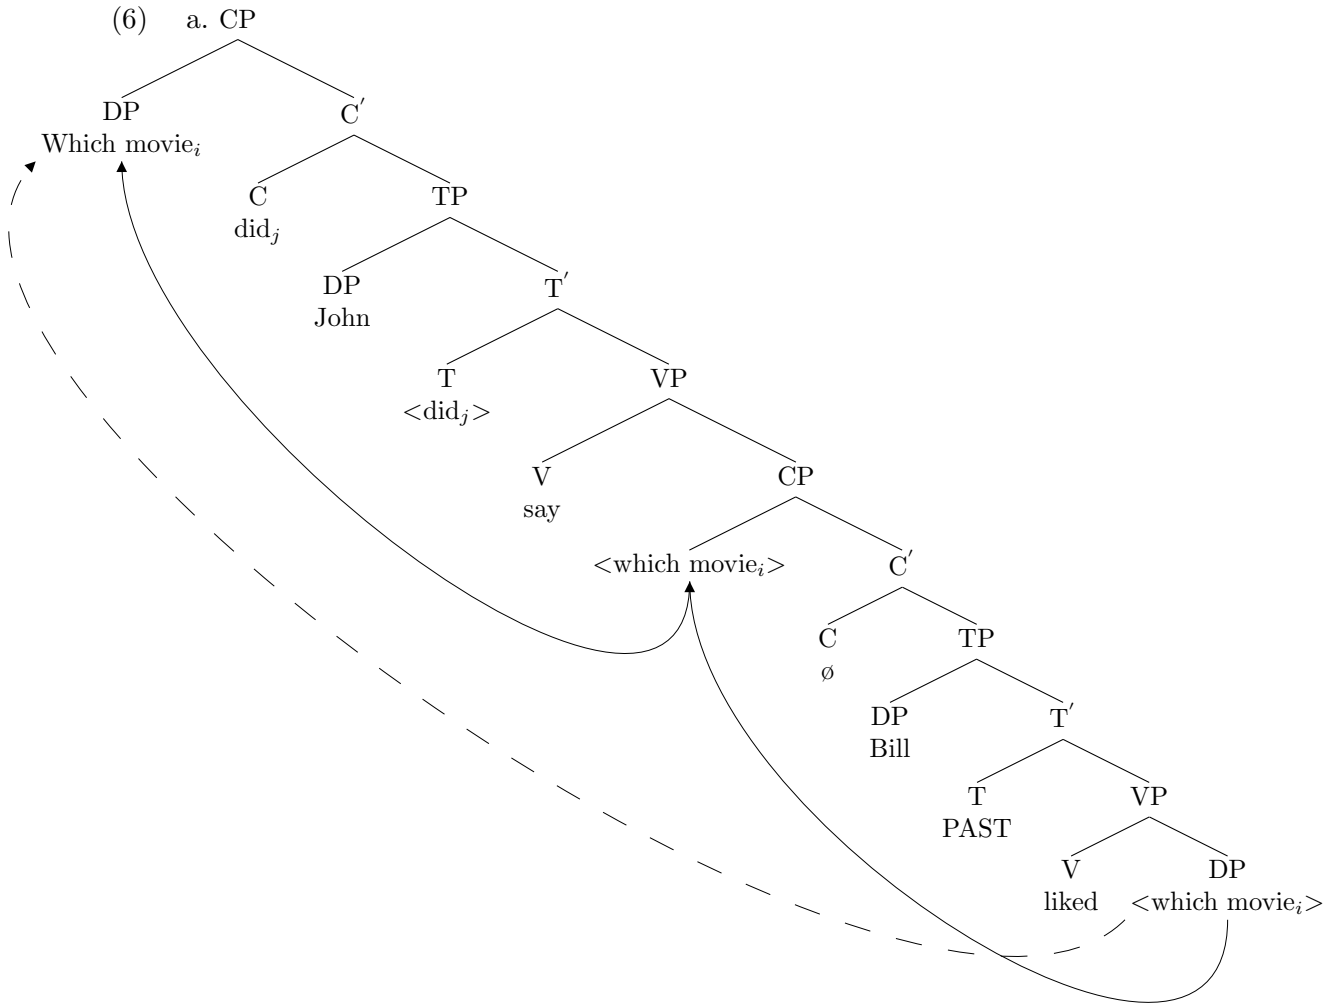 (6) a. CP
DP C′
Which movieᵢ
C TP
didⱼ
DP T′
John
T VP
<didⱼ>
V CP
say
<which movieᵢ> C′
C TP
ø
DP T′
Bill
T VP
PAST
V DP
liked <which movieᵢ>